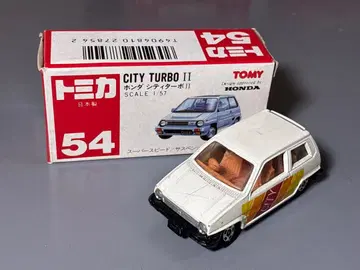 T4904810 27854 2
54
トミカ
日本製
54
CITY TURBO II
ホンダ シティターボII
SCALE 1/57
TOMY
HONDA
スーパースピード/サスペン
CITY